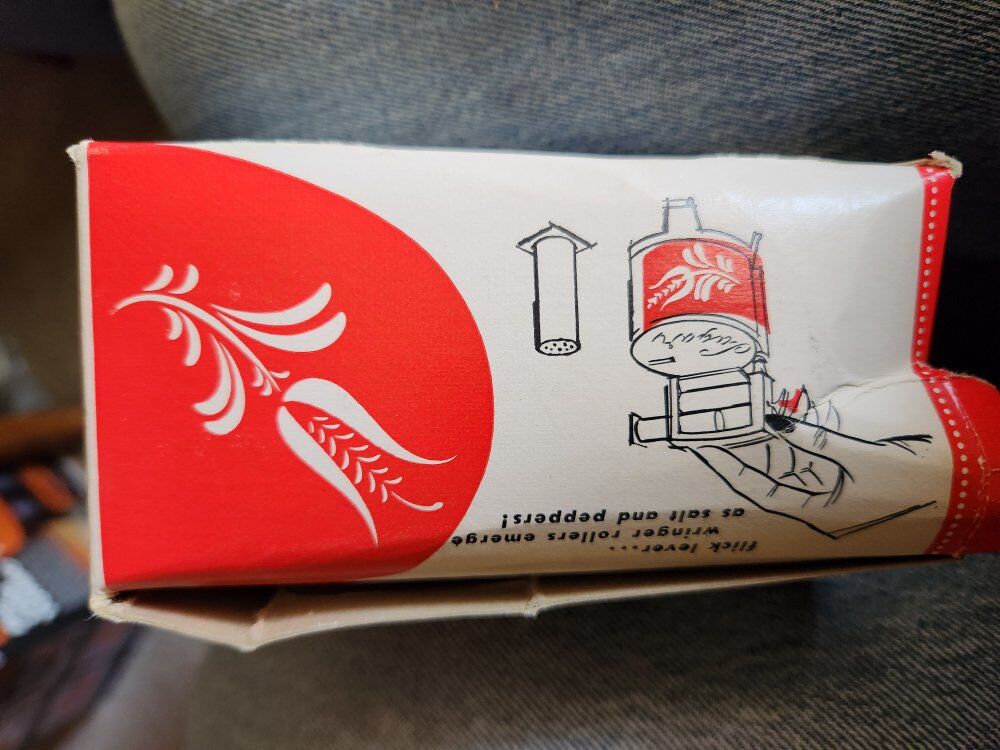 flick lever...
wringer rollers emerge
as salt and peppers!